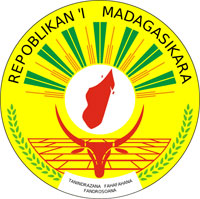 REPOBLIKAN'I MADAGASIKARA
TANINDRAZANA FAHAFAHANA
FANDROSOANA